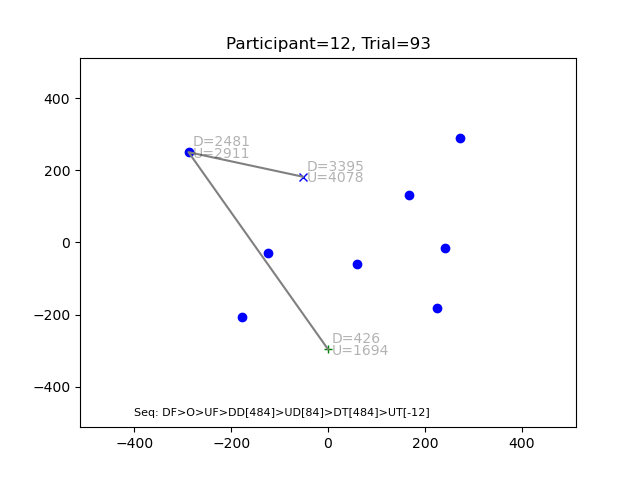 Participant=12, Trial=93
400
200
0
−200
−400
D=2481
U=2911
D=3395
U=4078
D=426
U=1694
Seq: DF>O>UF>DD[484]>UD[84]>DT[484]>UT[-12]
−400
−200
0
200
400